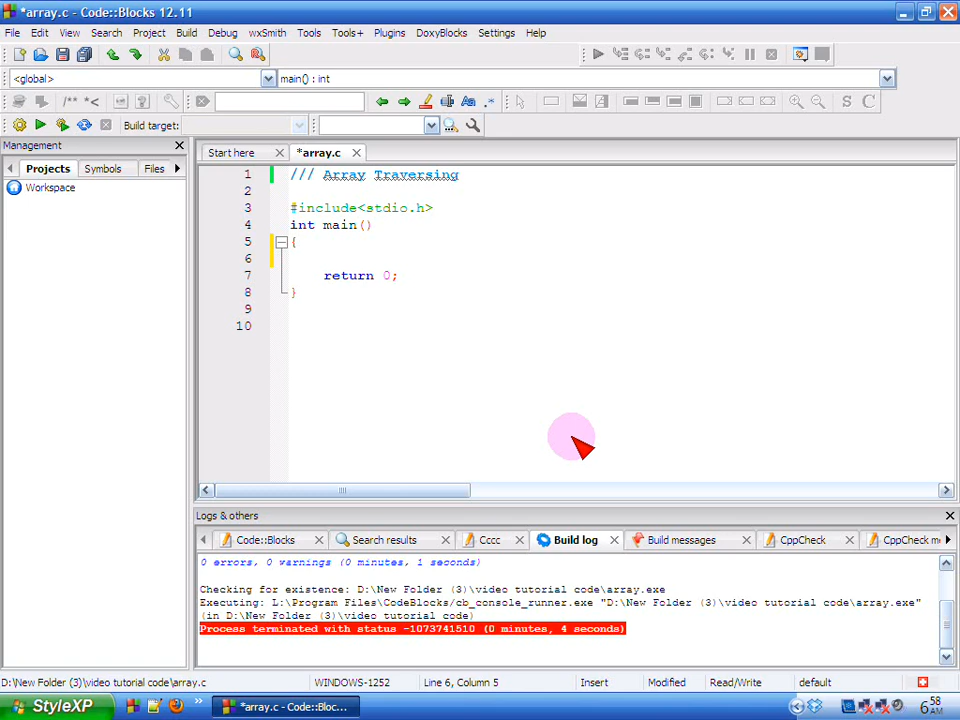 *array.c - Code::Blocks 12.11
File Edit View Search Project Build Debug wxSmith Tools Tools+ Plugins DoxyBlocks Settings Help
<global> main() : int
/** *< Aa .* S C
Build target:
Management
Projects Symbols Files
Workspace
Start here *array.c
1 /// Array Traversing
2
3 #include<stdio.h>
4 int main()
5 {
6
7 return 0;
8 }
9
10
Logs & others
Code::Blocks Search results Cccc Build log Build messages CppCheck CppCheck me
0 errors, 0 warnings (0 minutes, 1 seconds)
Checking for existence: D:\New Folder (3)\video tutorial code\array.exe
Executing: L:\Program Files\CodeBlocks/cb_console_runner.exe "D:\New Folder (3)\video tutorial code\array.exe"
(in D:\New Folder (3)\video tutorial code)
Process terminated with status -1073741510 (0 minutes, 4 seconds)
D:\New Folder (3)\video tutorial code\array.c WINDOWS-1252 Line 6, Column 5 Insert Modified Read/Write default
StyleXP *array.c - Code::Bloc... 6 58 AM